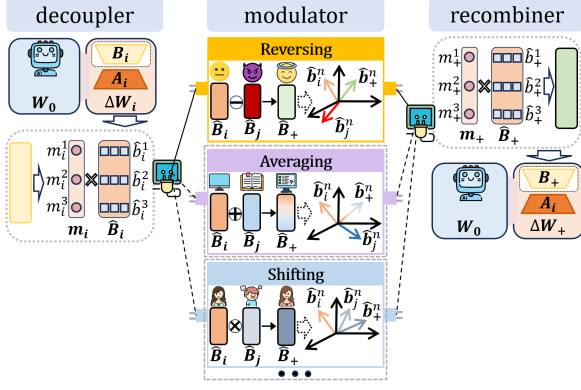 decoupler
modulator
recombiner
B_i
A_i
W_0
ΔW_i
m_i^1
m_i^2
m_i^3
b̂_i^1
b̂_i^2
b̂_i^3
m_i
B̂_i
Reversing
B̂_i
B̂_j
B̂_+
b̂_i^n
b̂_+^n
b̂_j^n
Averaging
B̂_i
B̂_j
B̂_+
b̂_i^n
b̂_+^n
b̂_j^n
Shifting
B̂_i
B̂_j
B̂_+
b̂_i^n
b̂_j^n
b̂_+^n
m_+^1
m_+^2
m_+^3
b̂_+^1
b̂_+^2
b̂_+^3
m_+
B̂_+
W_0
B_+
A_i
ΔW_+